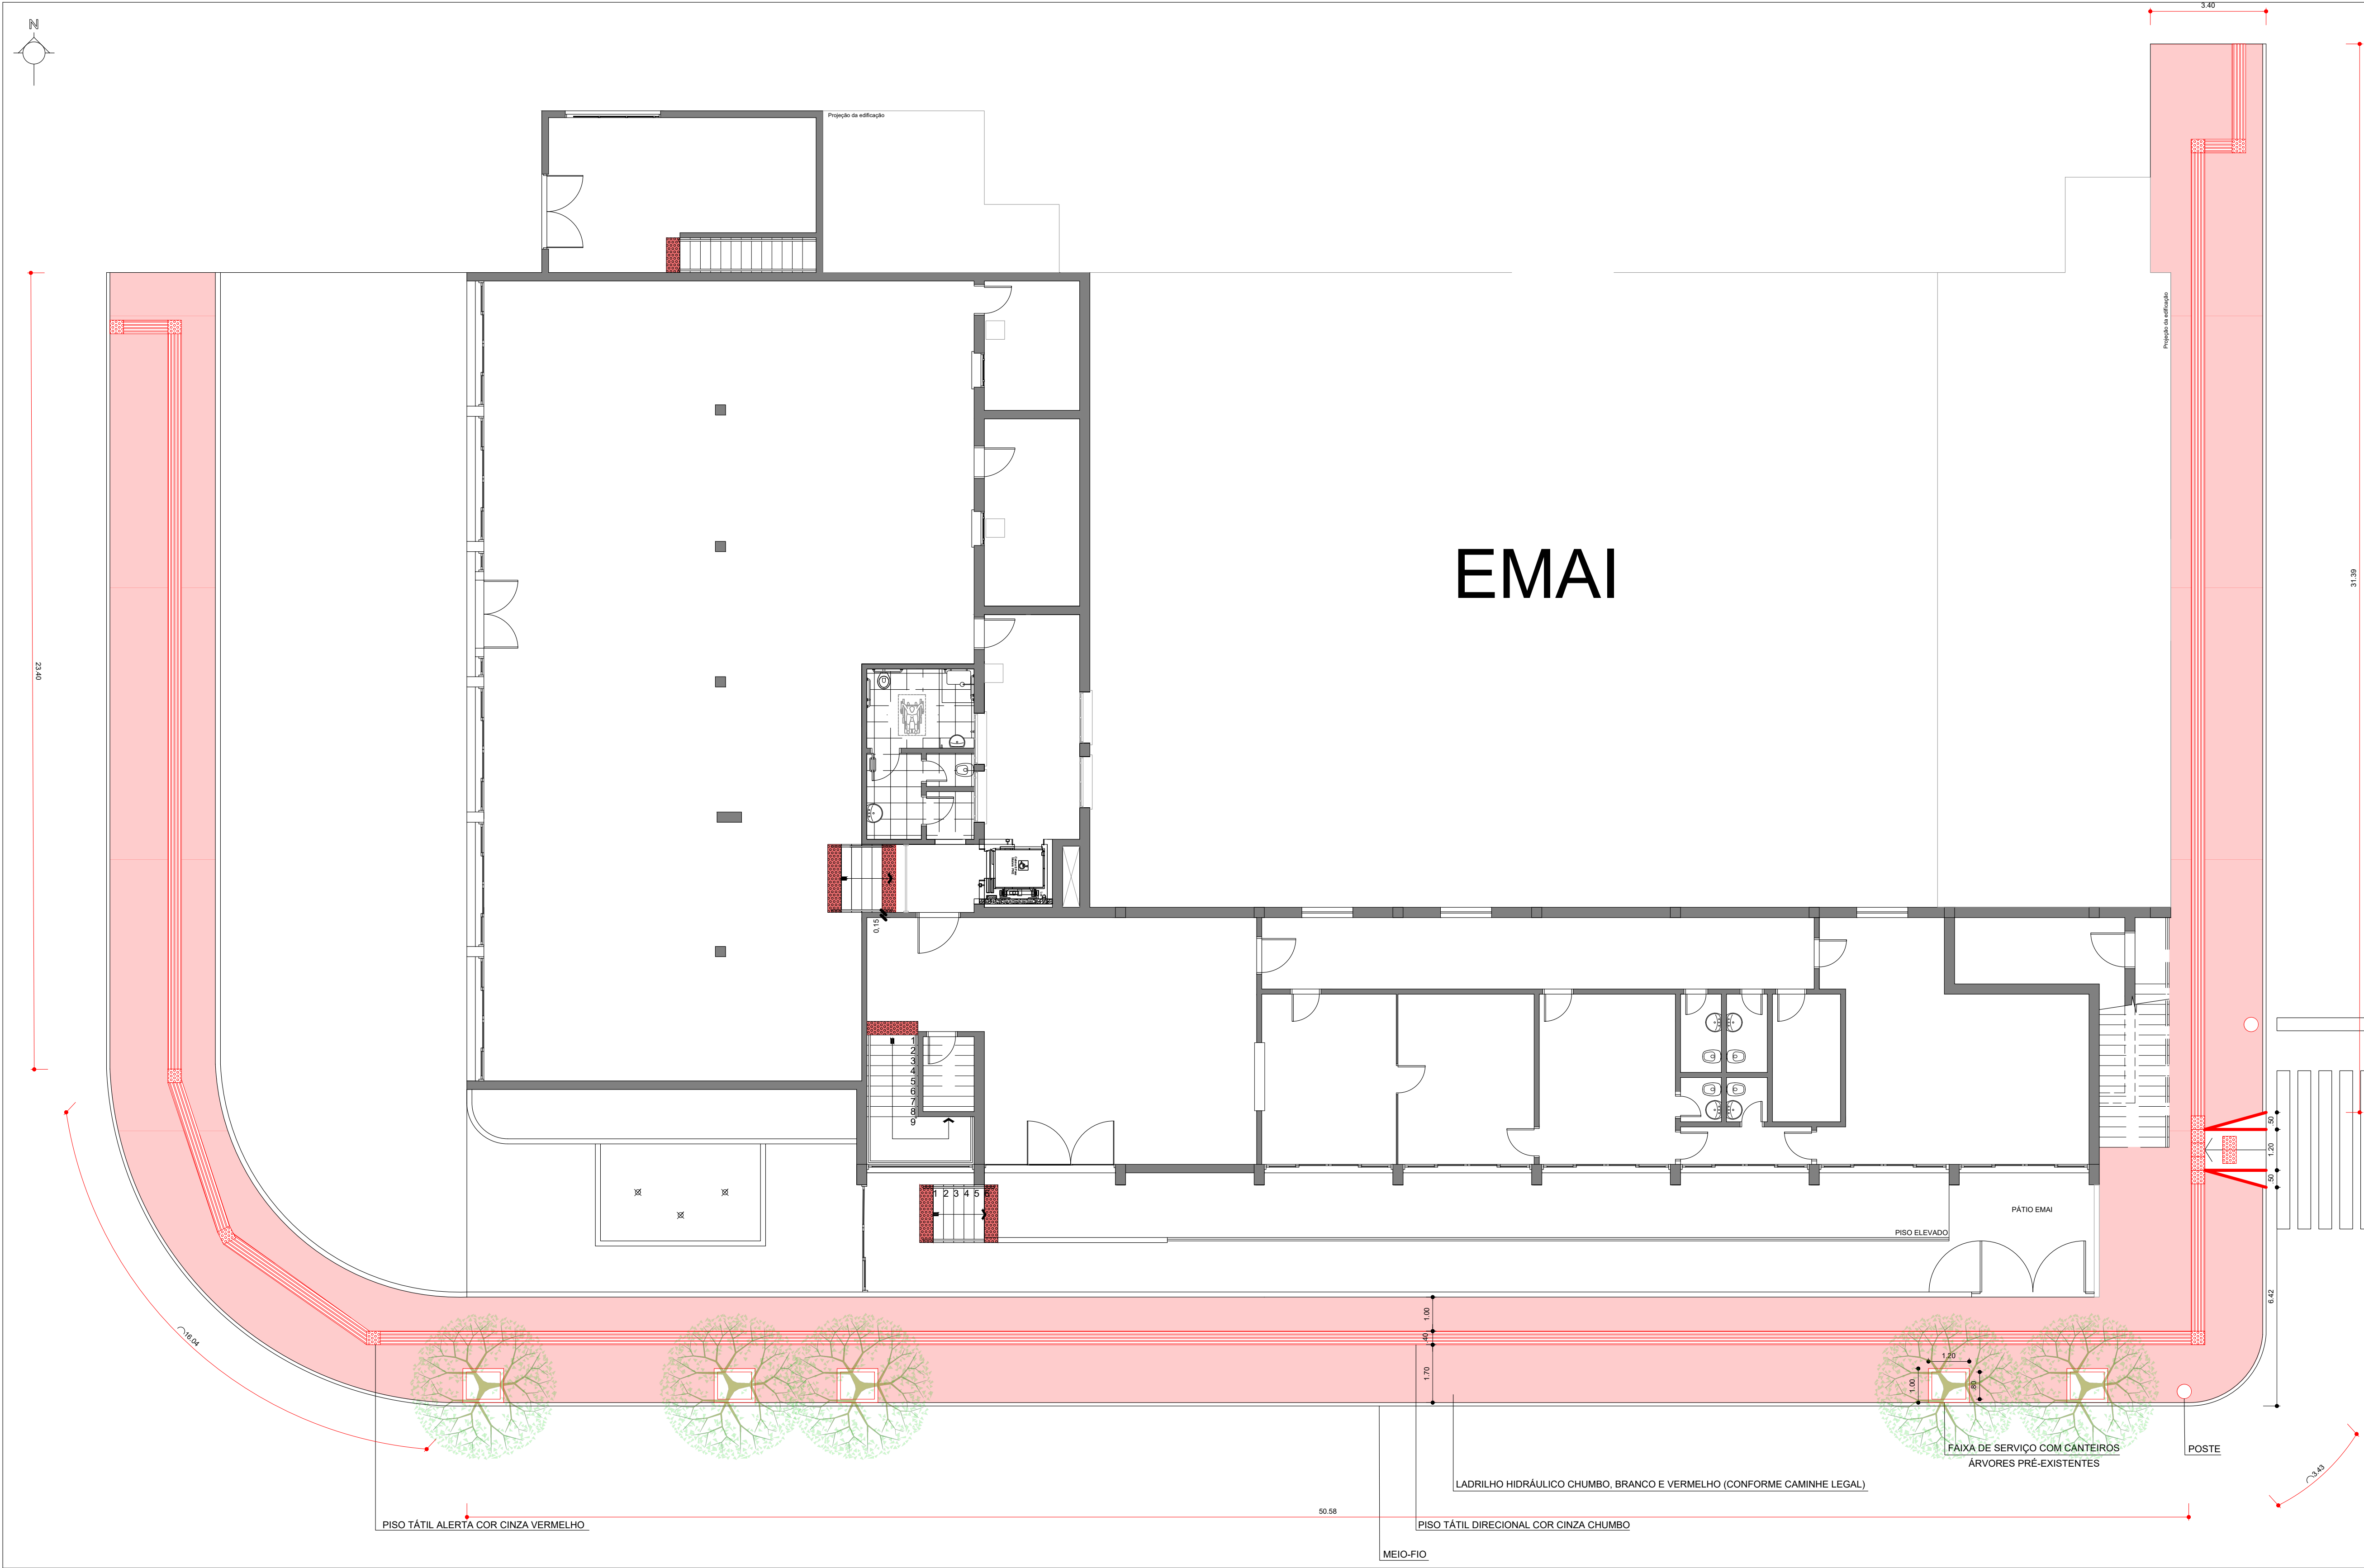 3.40
N
Projeção da edificação
Projeção da edificação
EMAI
31.39
23.40
0,15
1
2
3
4
5
6
7
8
9
.50
1.20
.50
1 2 3 4 5 6
PÁTIO EMAI
PISO ELEVADO
6.42
1.00
.40
1.70
1.20
1.00
.80
16.04
FAIXA DE SERVIÇO COM CANTEIROS
ÁRVORES PRÉ-EXISTENTES
POSTE
3.43
LADRILHO HIDRÁULICO CHUMBO, BRANCO E VERMELHO (CONFORME CAMINHE LEGAL)
50.58
PISO TÁTIL ALERTA COR CINZA VERMELHO
PISO TÁTIL DIRECIONAL COR CINZA CHUMBO
MEIO-FIO